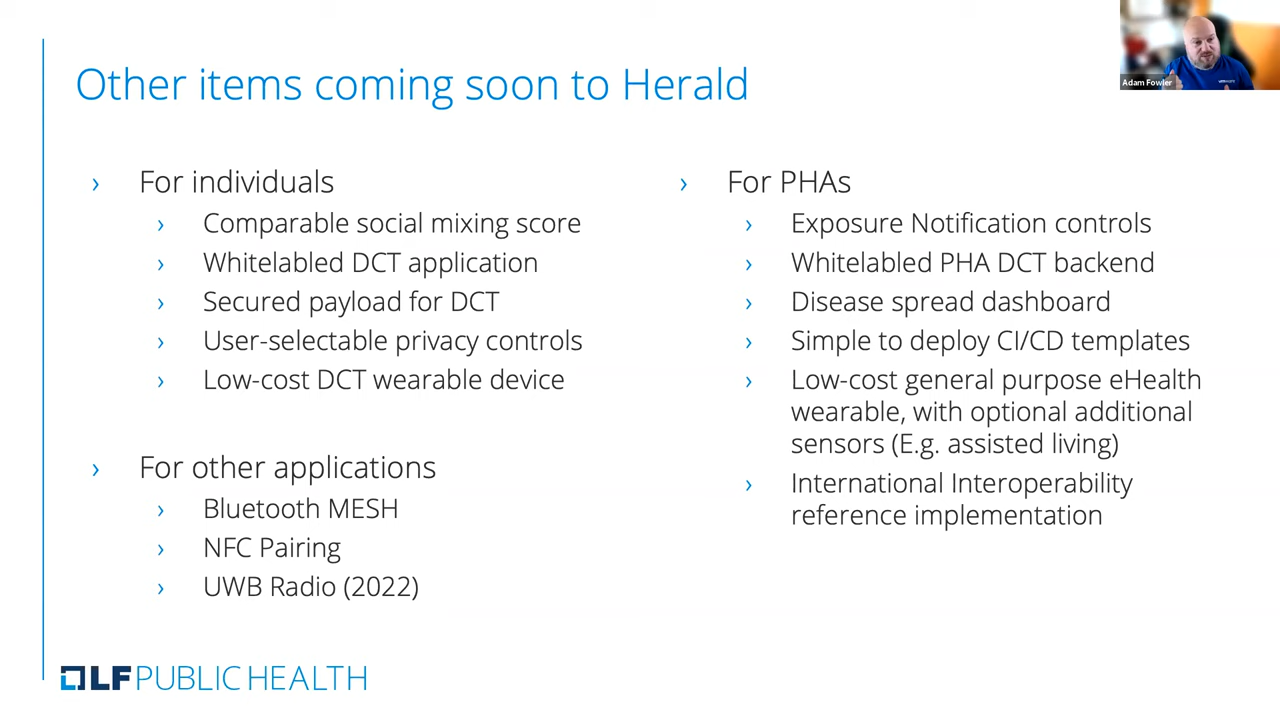 Other items coming soon to Herald
Adam Fowler
› For individuals
› Comparable social mixing score
› Whitelabled DCT application
› Secured payload for DCT
› User-selectable privacy controls
› Low-cost DCT wearable device
› For other applications
› Bluetooth MESH
› NFC Pairing
› UWB Radio (2022)
› For PHAs
› Exposure Notification controls
› Whitelabled PHA DCT backend
› Disease spread dashboard
› Simple to deploy CI/CD templates
› Low-cost general purpose eHealth
wearable, with optional additional
sensors (E.g. assisted living)
› International Interoperability
reference implementation
LF PUBLIC HEALTH